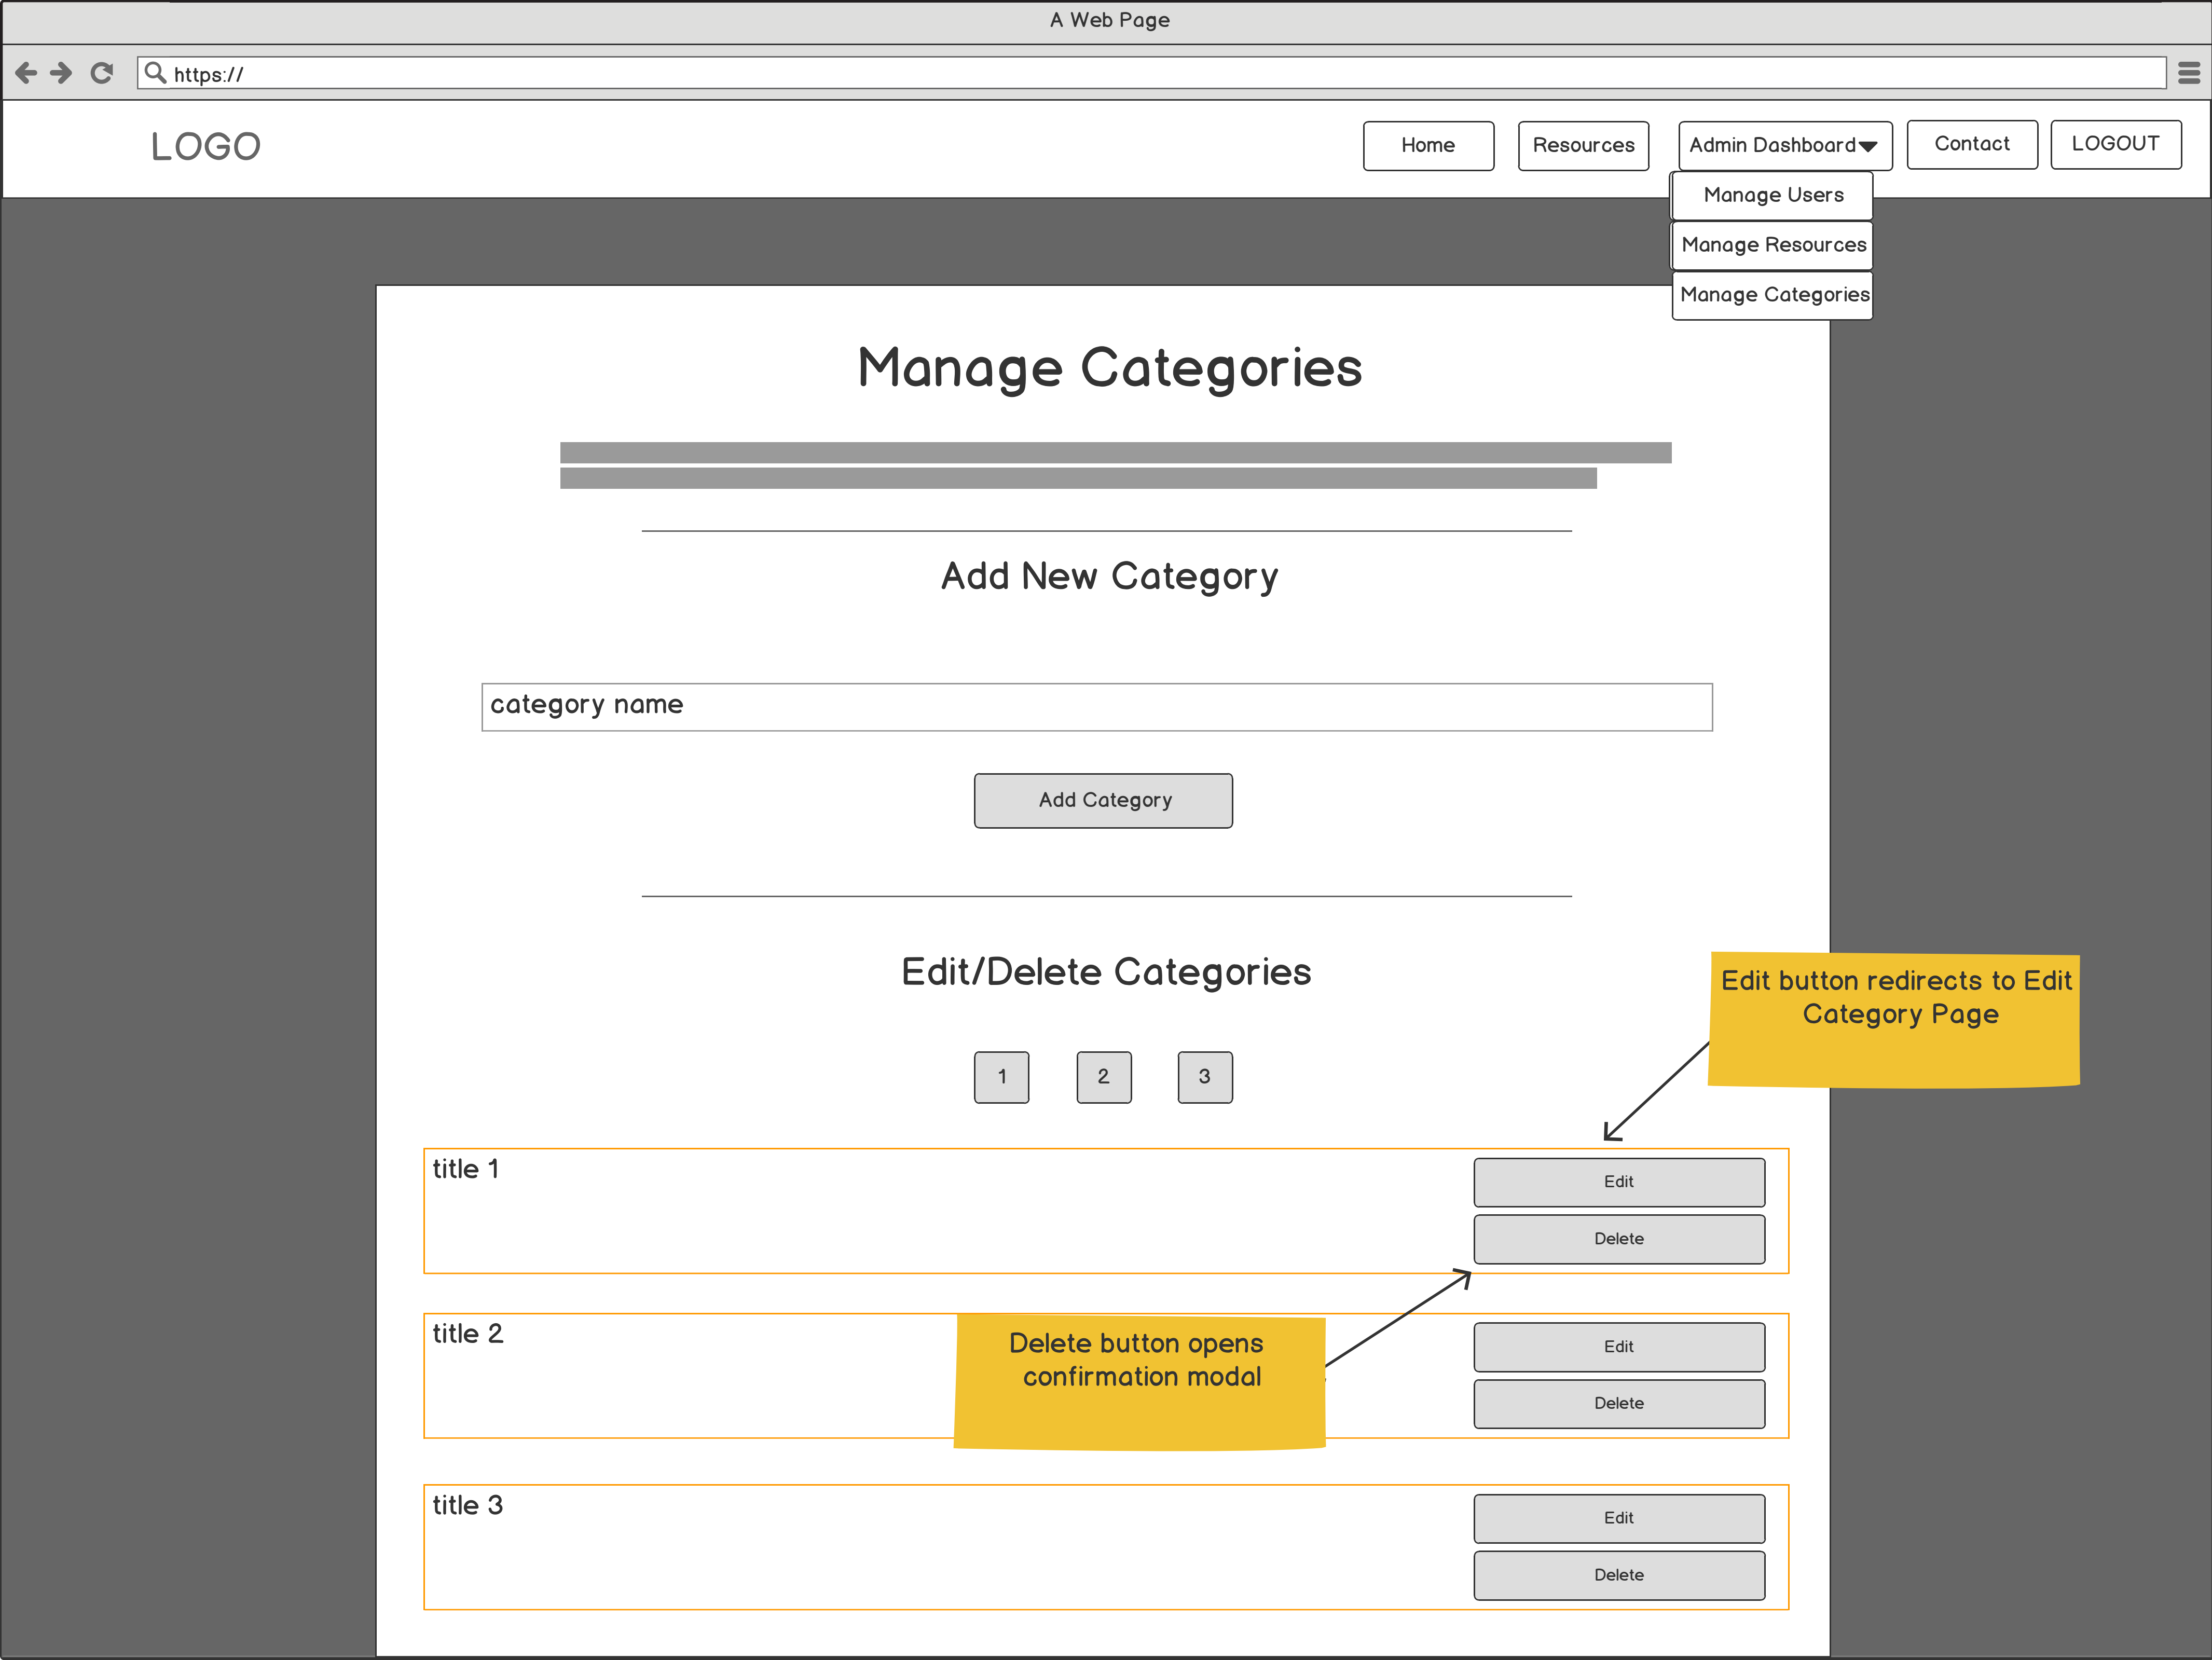 A Web Page
https://
LOGO
Home
Resources
Admin Dashboard
Contact
LOGOUT
Manage Users
Manage Resources
Manage Categories
Manage Categories
Add New Category
category name
Add Category
Edit/Delete Categories
Edit button redirects to Edit
Category Page
1
2
3
title 1
Edit
Delete
title 2
Delete button opens
confirmation modal
Edit
Delete
title 3
Edit
Delete